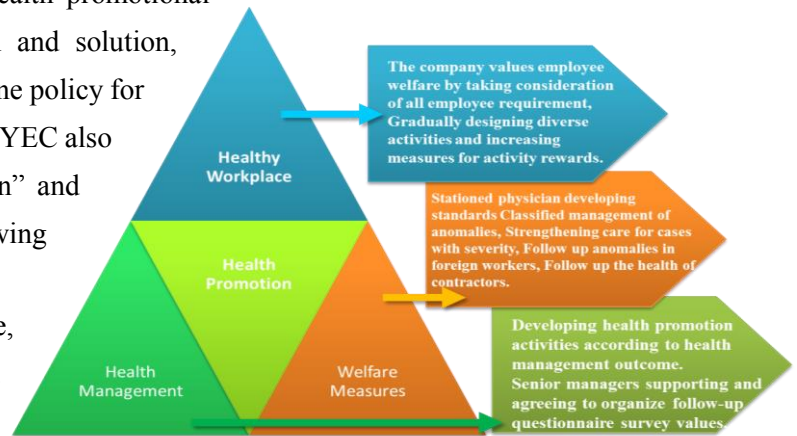 ealth promotional
and solution,
ne policy for
YEC also
n” and
ving
e,
Healthy
Workplace
Health
Promotion
Health
Management
Welfare
Measures
The company values employee
welfare by taking consideration
of all employee requirement,
Gradually designing diverse
activities and increasing
measures for activity rewards.
Stationed physician developing
standards Classified management of
anomalies, Strengthening care for cases
with severity, Follow up anomalies in
foreign workers, Follow up the health of
contractors.
Developing health promotion
activities according to health
management outcome.
Senior managers supporting and
agreeing to organize follow-up
questionnaire survey values.